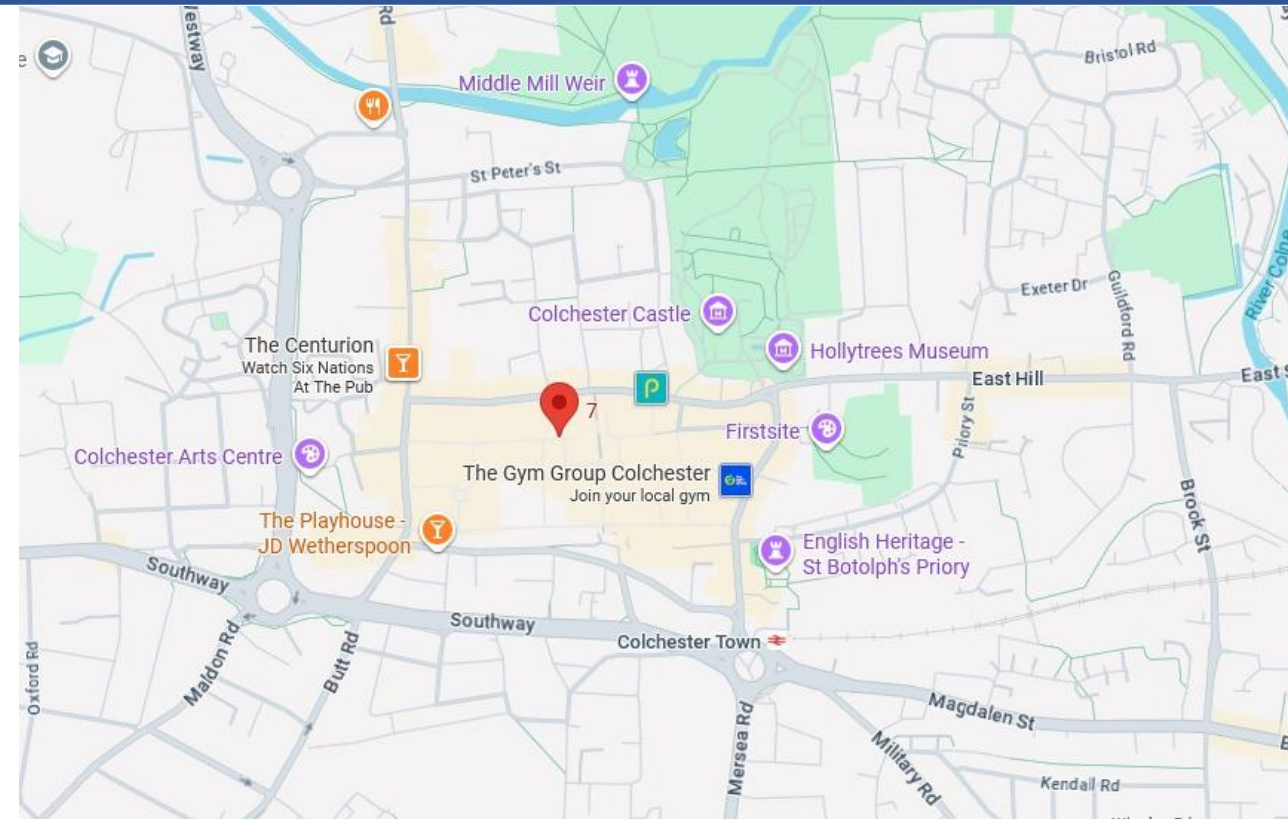 Westway
Rd
e
Middle Mill Weir
Bristol Rd
St Peter's St
Exeter Dr
Guildford Rd
River Colne
Colchester Castle
The Centurion
Watch Six Nations
At The Pub
Hollytrees Museum
East Hill
East S
7
Firstsite
Priory St
Colchester Arts Centre
The Gym Group Colchester
Join your local gym
Brook St
The Playhouse -
JD Wetherspoon
English Heritage -
St Botolph's Priory
Southway
Southway
Colchester Town
Oxford Rd
Maldon Rd
Butt Rd
Mersea Rd
Magdalen St
Military Rd
Kendall Rd